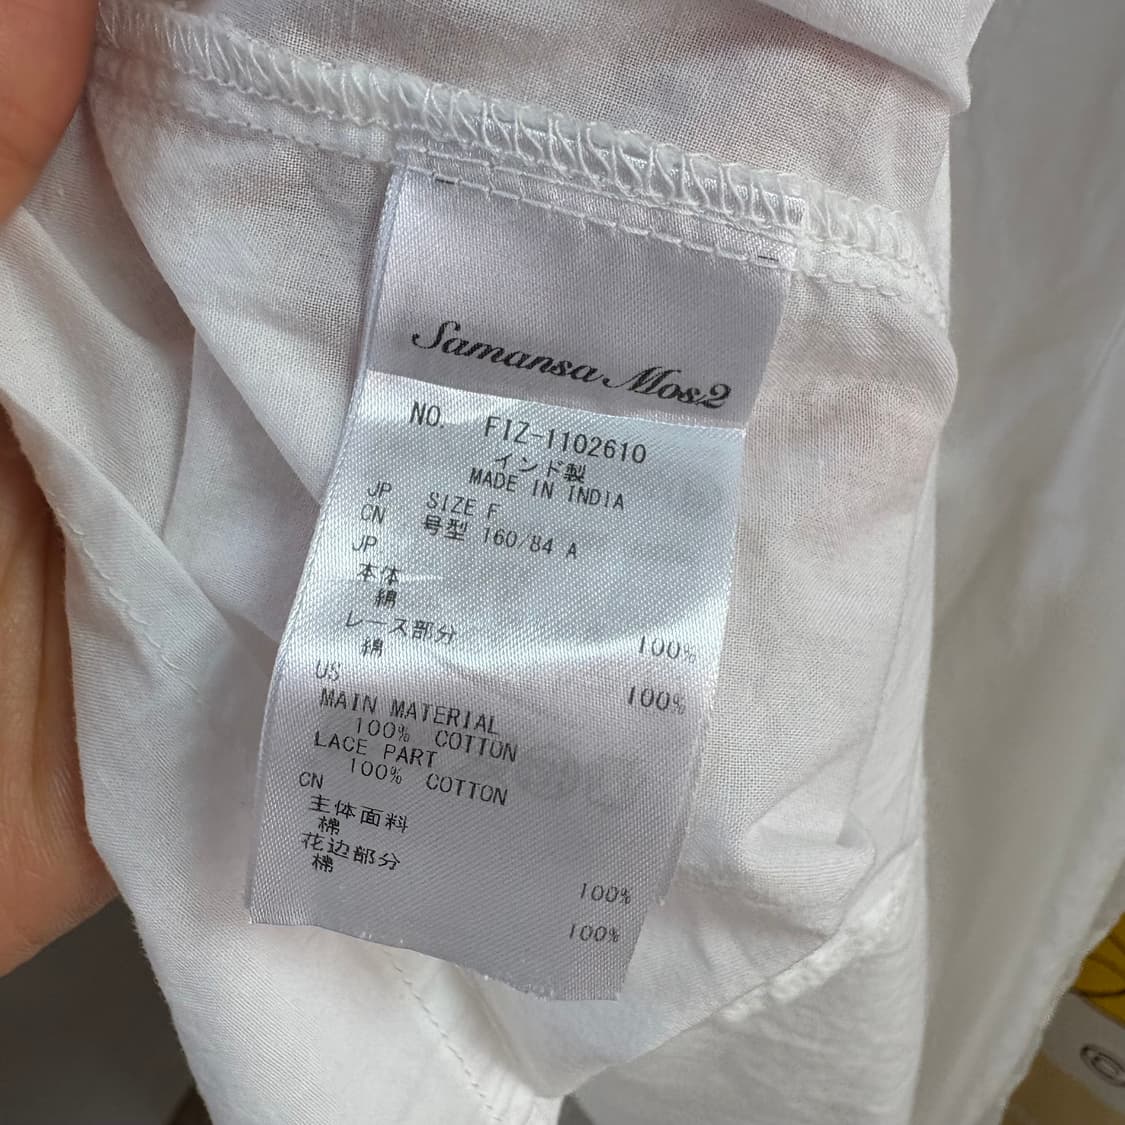 Samansa Mos2
NO. FIZ-1102610
インド製
MADE IN INDIA
JP SIZE F
CN 号型 160/84 A
JP
本体
綿 100%
レース部分
綿 100%
US
MAIN MATERIAL
100% COTTON
LACE PART
100% COTTON
CN
主体面料
棉 100%
花边部分
棉 100%
©